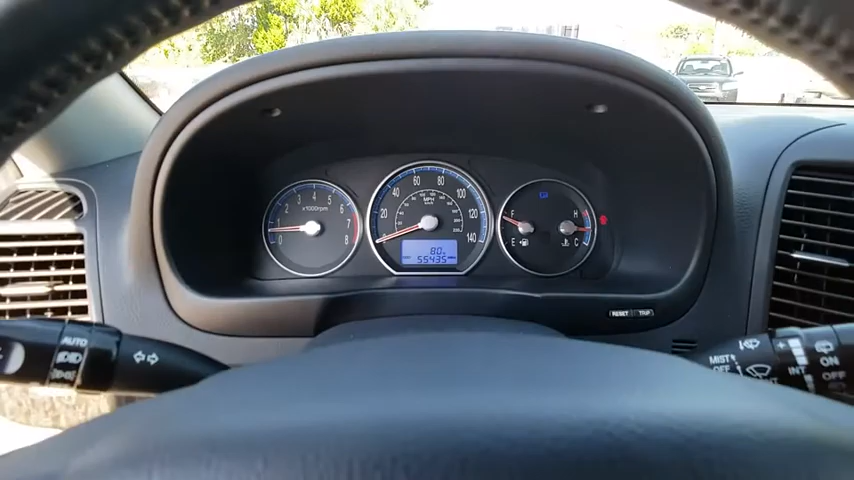 x1000rpm
0 1 2 3 4 5 6 7 8
MPH
km/h
20 40 60 80 100 120 140
80
55435
F
E
H
C
RESET TRIP
AUTO
MIST
OFF
INT
ON
OFF